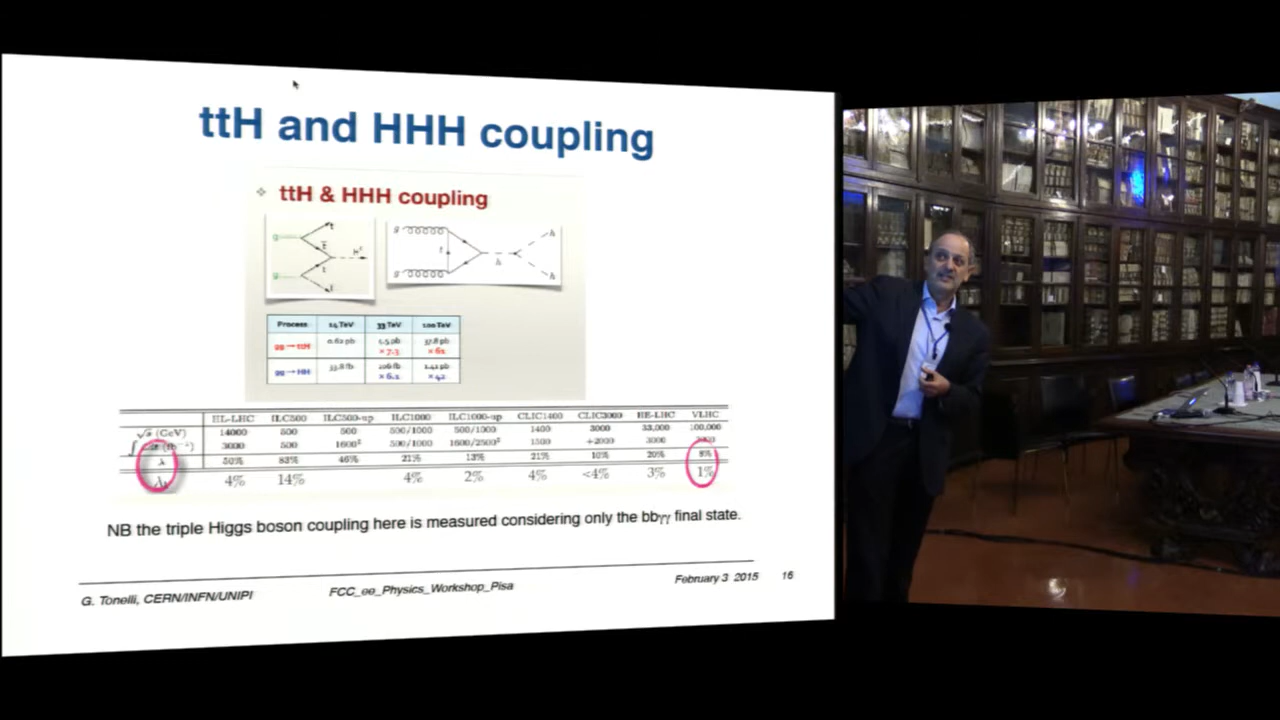 ttH and HHH coupling
❖ ttH & HHH coupling
g t
t̄
t H⁰
g t̄
g h
t h
g h
Process 14 TeV 33 TeV 100 TeV
gg → ttH 0.62 pb 4.5 pb 37.8 pb
× 7.3 × 61
gg → HH 33.8 fb 206 fb 1.42 pb
× 6.1 × 42
HL-LHC ILC500 ILC500-up ILC1000 ILC1000-up CLIC1400 CLIC3000 HE-LHC VLHC
√s (GeV) 14000 500 500 500/1000 500/1000 1400 3000 33,000 100,000
3000 500 1600‡ 500/1000 1600/2500‡ 1500 +2000 3000 3000
λ 50% 83% 46% 21% 13% 21% 10% 20% 8%
4% 14% 4% 2% 4% <4% 3% 1%
NB the triple Higgs boson coupling here is measured considering only the bbγγ final state.
G. Tonelli, CERN/INFN/UNIPI FCC_ee_Physics_Workshop_Pisa February 3 2015 16